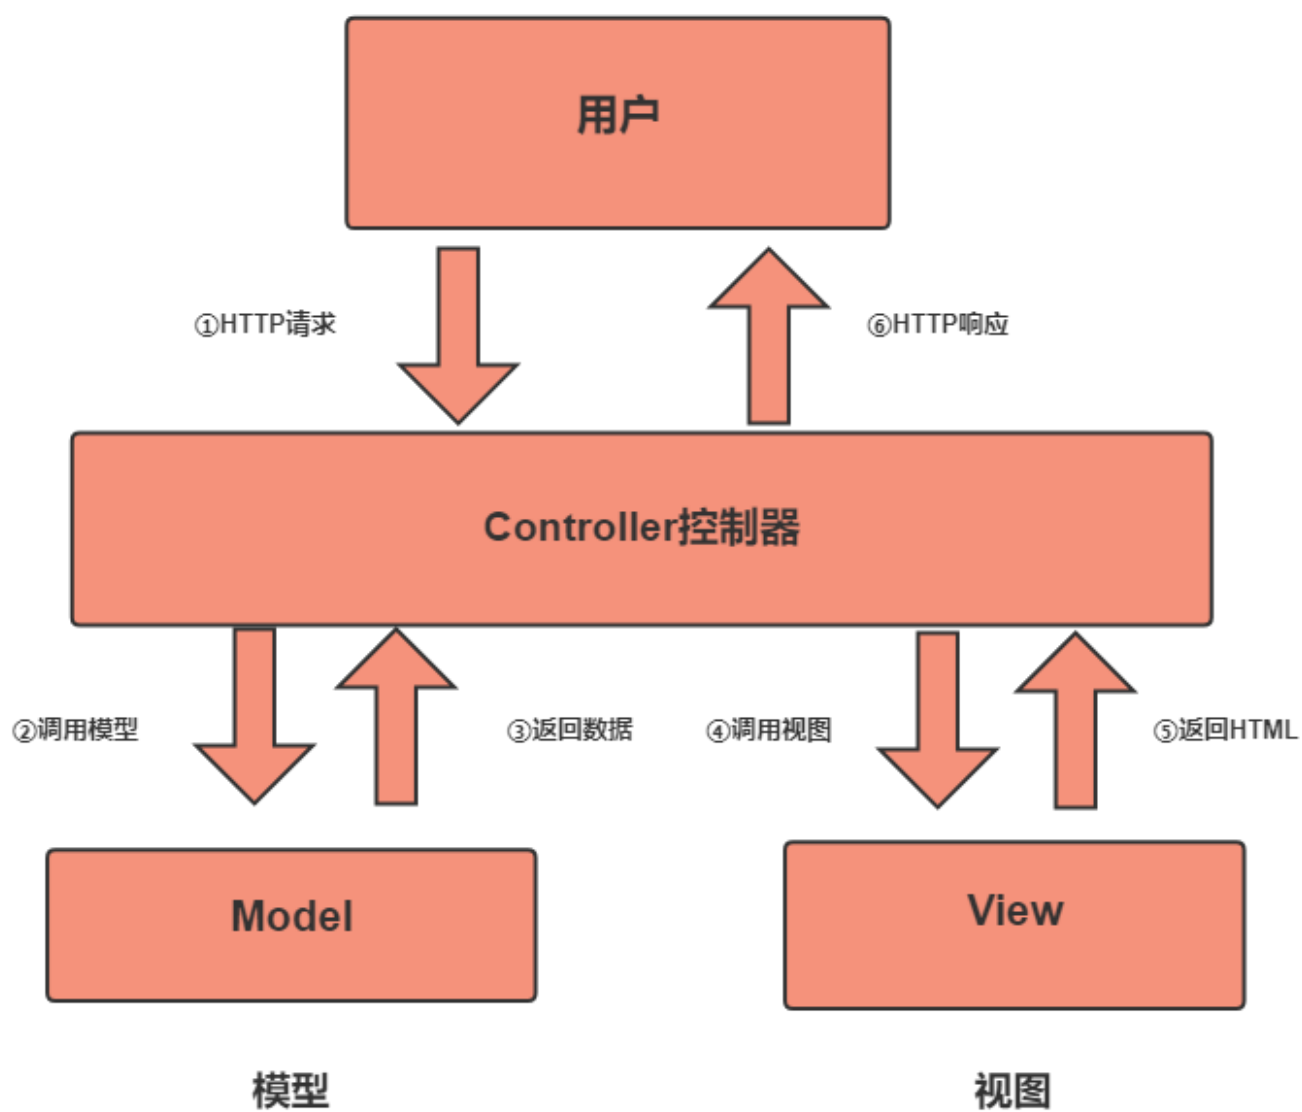 用户
①HTTP请求
⑥HTTP响应
Controller控制器
②调用模型
③返回数据
④调用视图
⑤返回HTML
Model
View
模型
视图